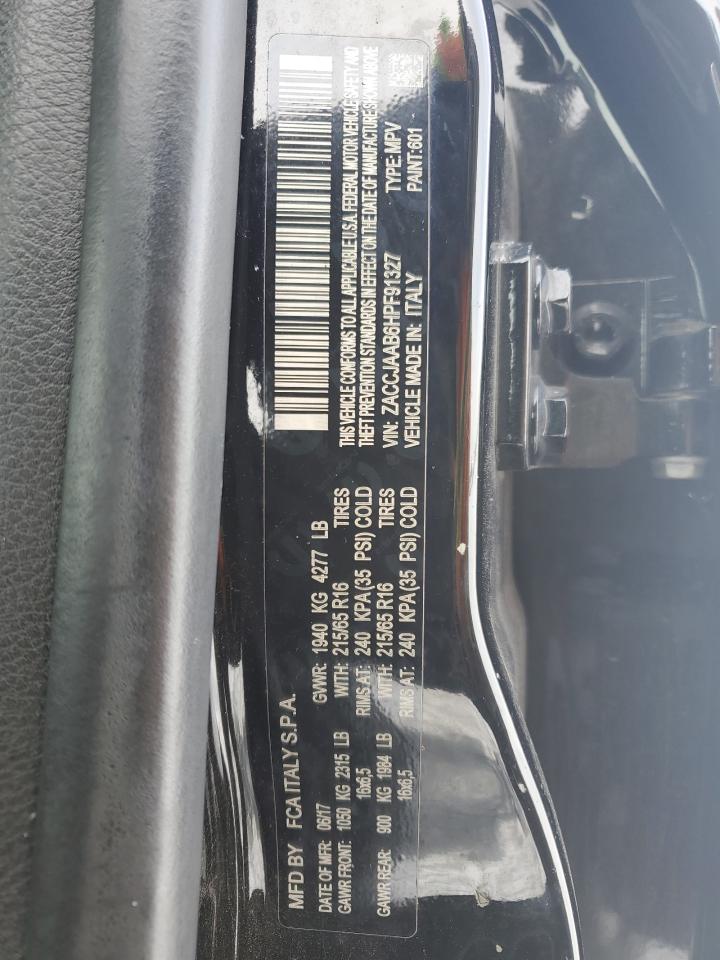 MFD BY FCA ITALY S.P.A.
DATE OF MFR: 06/17 GVWR: 1940 KG 4277 LB
GAWR FRONT: 1050 KG 2315 LB WITH: 215/65 R16 TIRES
16x6,5 RIMS AT: 240 KPA(35 PSI) COLD
GAWR REAR: 900 KG 1984 LB WITH: 215/65 R16 TIRES
16x6,5 RIMS AT: 240 KPA(35 PSI) COLD
THIS VEHICLE CONFORMS TO ALL APPLICABLE U.S.A. FEDERAL MOTOR VEHICLE SAFETY AND
THEFT PREVENTION STANDARDS IN EFFECT ON THE DATE OF MANUFACTURE SHOWN ABOVE
VIN: ZACCJAAB6HPF91327 TYPE: MPV
VEHICLE MADE IN: ITALY PAINT: 601